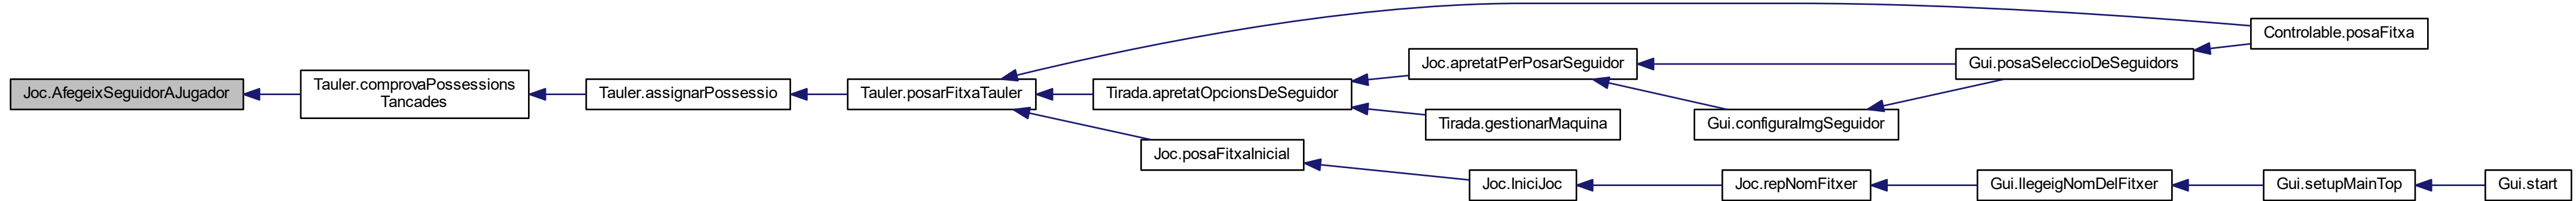 Joc.AfegeixSeguidorAJugador
Tauler.comprovaPossessions
Tancades
Tauler.assignarPossessio
Tauler.posarFitxaTauler
Controlable.posaFitxa
Tirada.apretatOpcionsDeSeguidor
Joc.apretatPerPosarSeguidor
Gui.posaSeleccioDeSeguidors
Gui.configuraImgSeguidor
Tirada.gestionarMaquina
Joc.posaFitxaInicial
Joc.IniciJoc
Joc.repNomFitxer
Gui.llegeigNomDelFitxer
Gui.setupMainTop
Gui.start